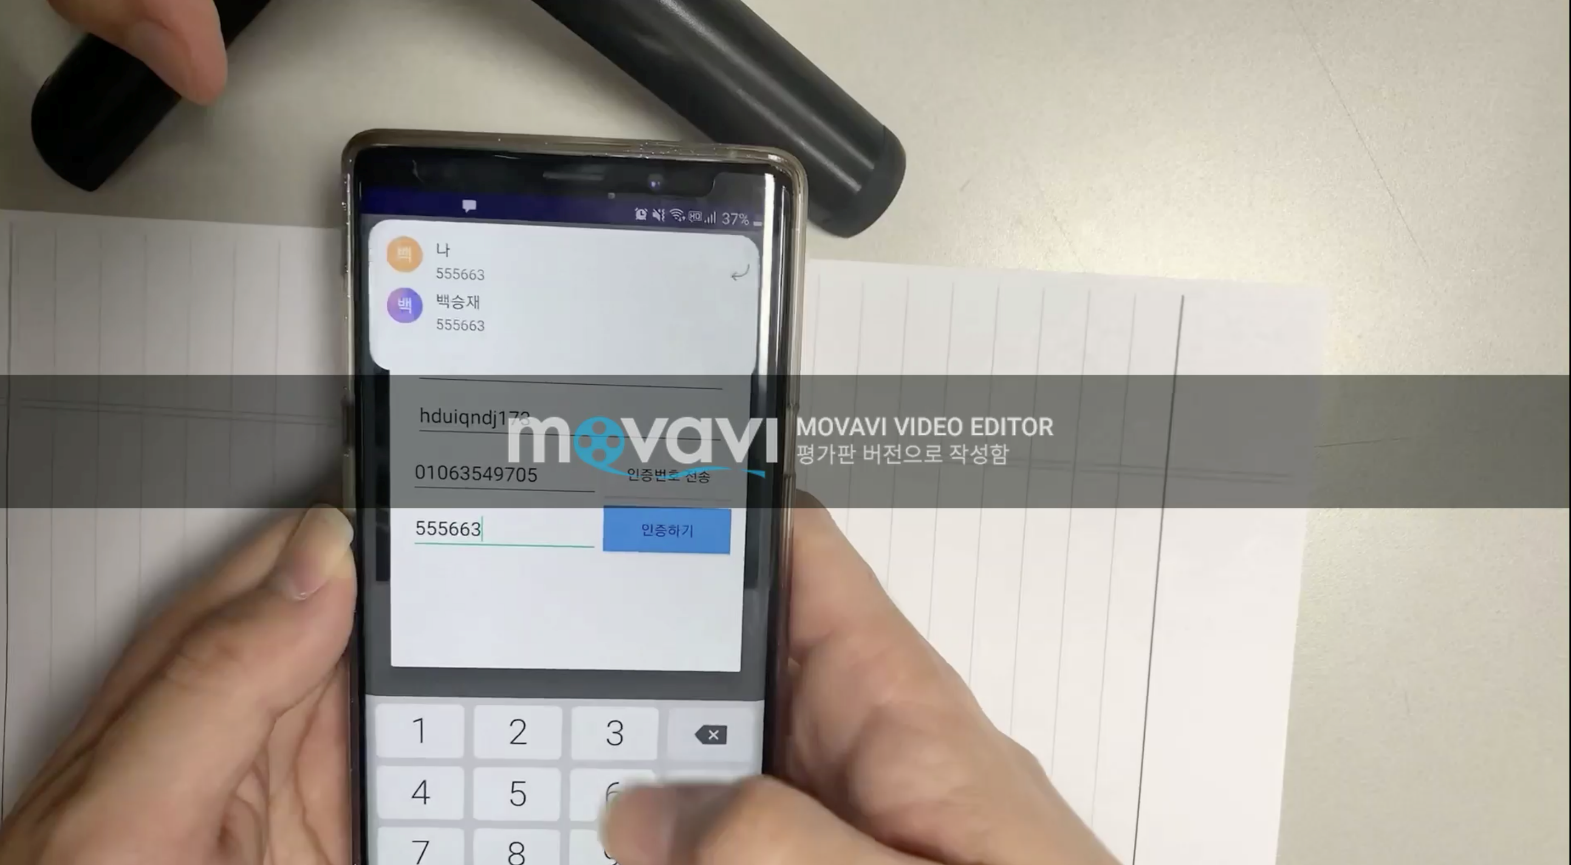 37%
백
나
555663
백
백승재
555663
hduiqndj173
movavi
MOVAVI VIDEO EDITOR
평가판 버전으로 작성함
01063549705
인증번호 전송
555663
인증하기
1 2 3
4 5 6
7 8